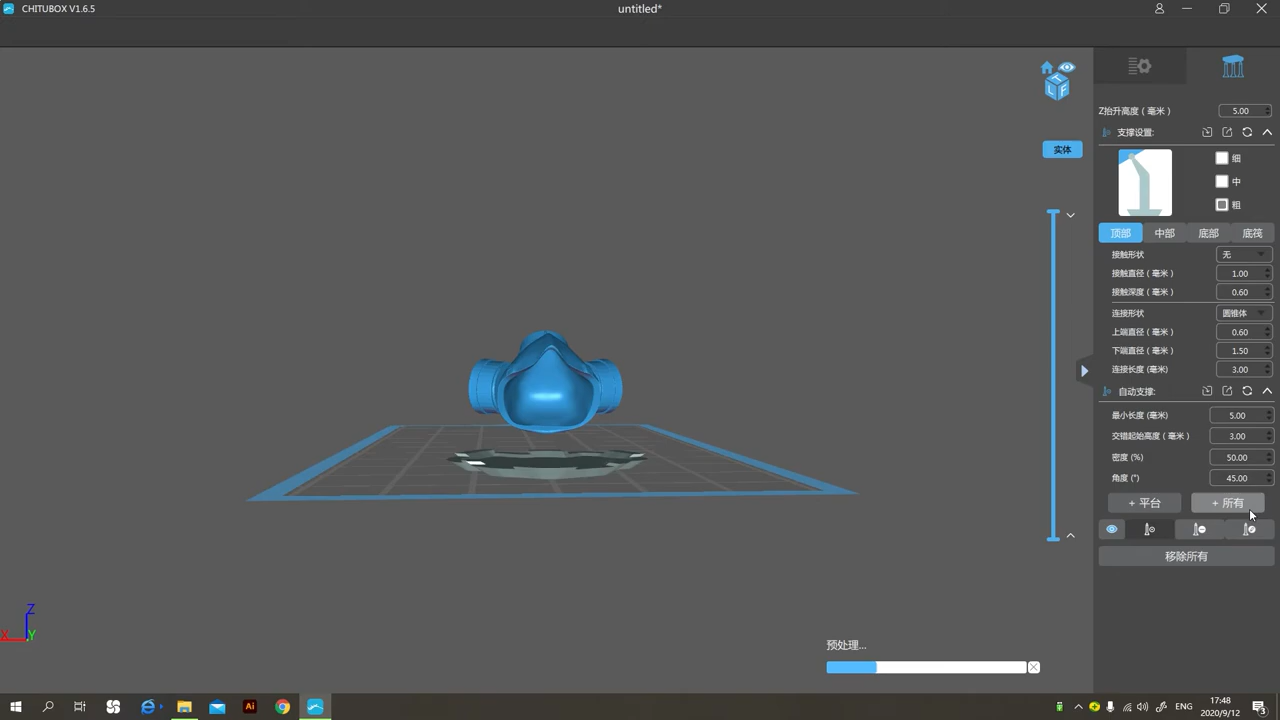 CHITUBOX V1.6.5
untitled*
T
L F
实体
Z抬升高度（毫米） 5.00
支撑设置:
细
中
粗
顶部 中部 底部 底筏
接触形状 无
接触直径（毫米） 1.00
接触深度（毫米） 0.60
连接形状 圆锥体
上端直径（毫米） 0.60
下端直径（毫米） 1.50
连接长度 (毫米) 3.00
自动支撑:
最小长度 (毫米) 5.00
交错起始高度（毫米） 3.00
密度 (%) 50.00
角度 (°) 45.00
+ 平台 + 所有
移除所有
Z
X Y
预处理...
Ai
ENG
17:48
2020/9/12
3